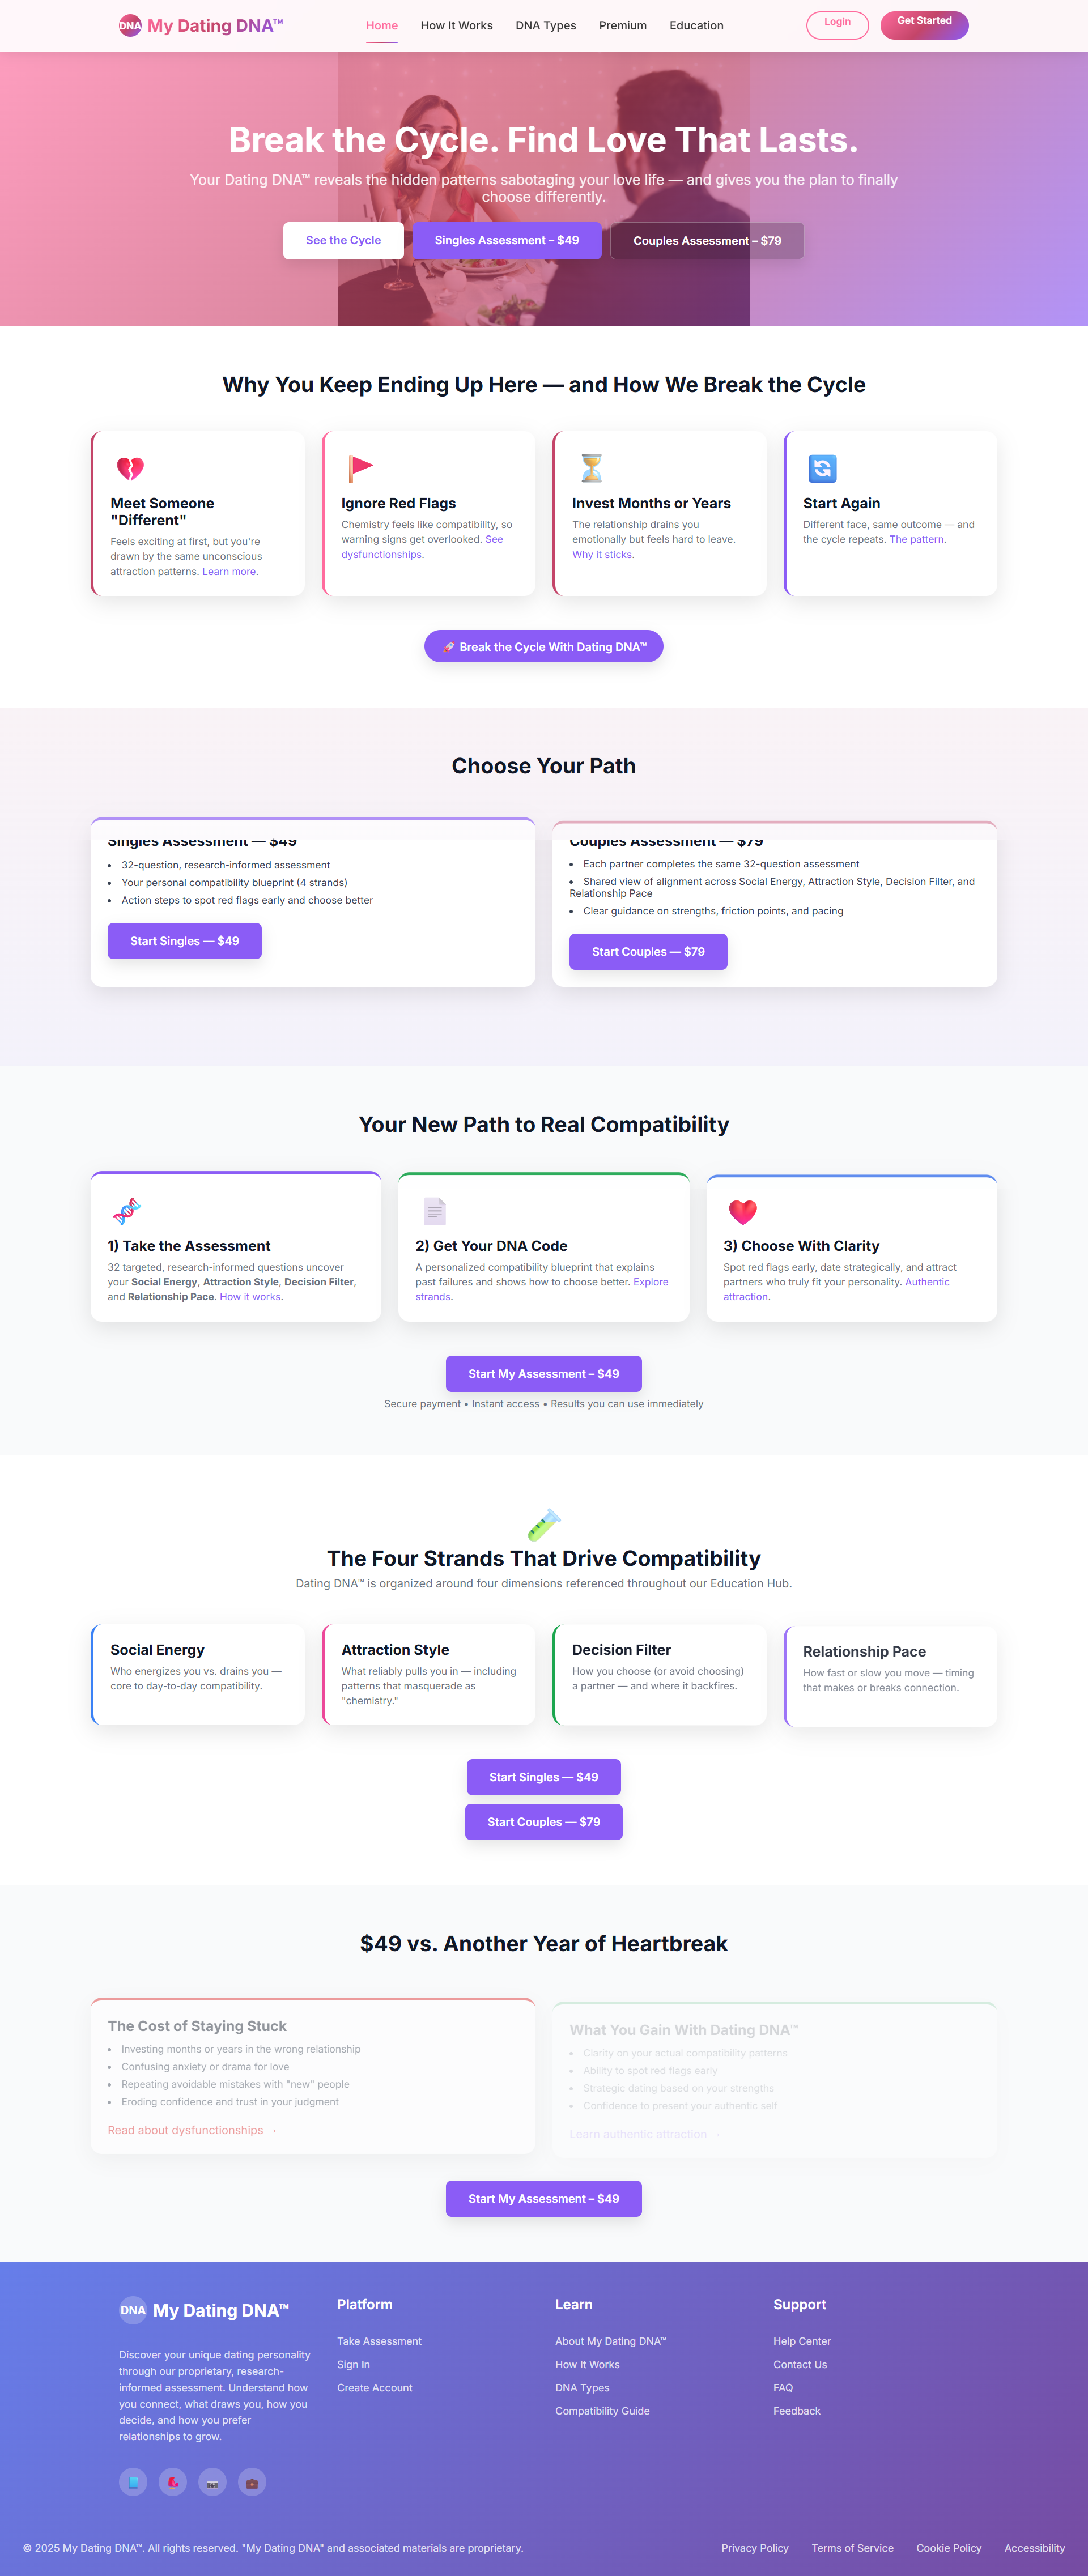 DNA My Dating DNA™
Home
How It Works
DNA Types
Premium
Education
Login
Get Started
Break the Cycle. Find Love That Lasts.
Your Dating DNA™ reveals the hidden patterns sabotaging your love life — and gives you the plan to finally
choose differently.
See the Cycle
Singles Assessment – $49
Couples Assessment – $79
Why You Keep Ending Up Here — and How We Break the Cycle
Meet Someone
"Different"
Feels exciting at first, but you're
drawn by the same unconscious
attraction patterns. Learn more.
Ignore Red Flags
Chemistry feels like compatibility, so
warning signs get overlooked. See
dysfunctionships.
Invest Months or Years
The relationship drains you
emotionally but feels hard to leave.
Why it sticks.
Start Again
Different face, same outcome — and
the cycle repeats. The pattern.
🚀 Break the Cycle With Dating DNA™
Choose Your Path
Singles Assessment — $49
• 32-question, research-informed assessment
• Your personal compatibility blueprint (4 strands)
• Action steps to spot red flags early and choose better
Start Singles — $49
Couples Assessment — $79
• Each partner completes the same 32-question assessment
• Shared view of alignment across Social Energy, Attraction Style, Decision Filter, and
Relationship Pace
• Clear guidance on strengths, friction points, and pacing
Start Couples — $79
Your New Path to Real Compatibility
1) Take the Assessment
32 targeted, research-informed questions uncover
your Social Energy, Attraction Style, Decision Filter,
and Relationship Pace. How it works.
2) Get Your DNA Code
A personalized compatibility blueprint that explains
past failures and shows how to choose better. Explore
strands.
3) Choose With Clarity
Spot red flags early, date strategically, and attract
partners who truly fit your personality. Authentic
attraction.
Start My Assessment – $49
Secure payment • Instant access • Results you can use immediately
The Four Strands That Drive Compatibility
Dating DNA™ is organized around four dimensions referenced throughout our Education Hub.
Social Energy
Who energizes you vs. drains you —
core to day-to-day compatibility.
Attraction Style
What reliably pulls you in — including
patterns that masquerade as
"chemistry."
Decision Filter
How you choose (or avoid choosing)
a partner — and where it backfires.
Relationship Pace
How fast or slow you move — timing
that makes or breaks connection.
Start Singles — $49
Start Couples — $79
$49 vs. Another Year of Heartbreak
The Cost of Staying Stuck
• Investing months or years in the wrong relationship
• Confusing anxiety or drama for love
• Repeating avoidable mistakes with "new" people
• Eroding confidence and trust in your judgment
Read about dysfunctionships →
What You Gain With Dating DNA™
• Clarity on your actual compatibility patterns
• Ability to spot red flags early
• Strategic dating based on your strengths
• Confidence to present your authentic self
Learn authentic attraction →
Start My Assessment – $49
DNA My Dating DNA™
Discover your unique dating personality
through our proprietary, research-
informed assessment. Understand how
you connect, what draws you, how you
decide, and how you prefer
relationships to grow.
Platform
Take Assessment
Sign In
Create Account
Learn
About My Dating DNA™
How It Works
DNA Types
Compatibility Guide
Support
Help Center
Contact Us
FAQ
Feedback
© 2025 My Dating DNA™. All rights reserved. "My Dating DNA" and associated materials are proprietary.
Privacy Policy
Terms of Service
Cookie Policy
Accessibility